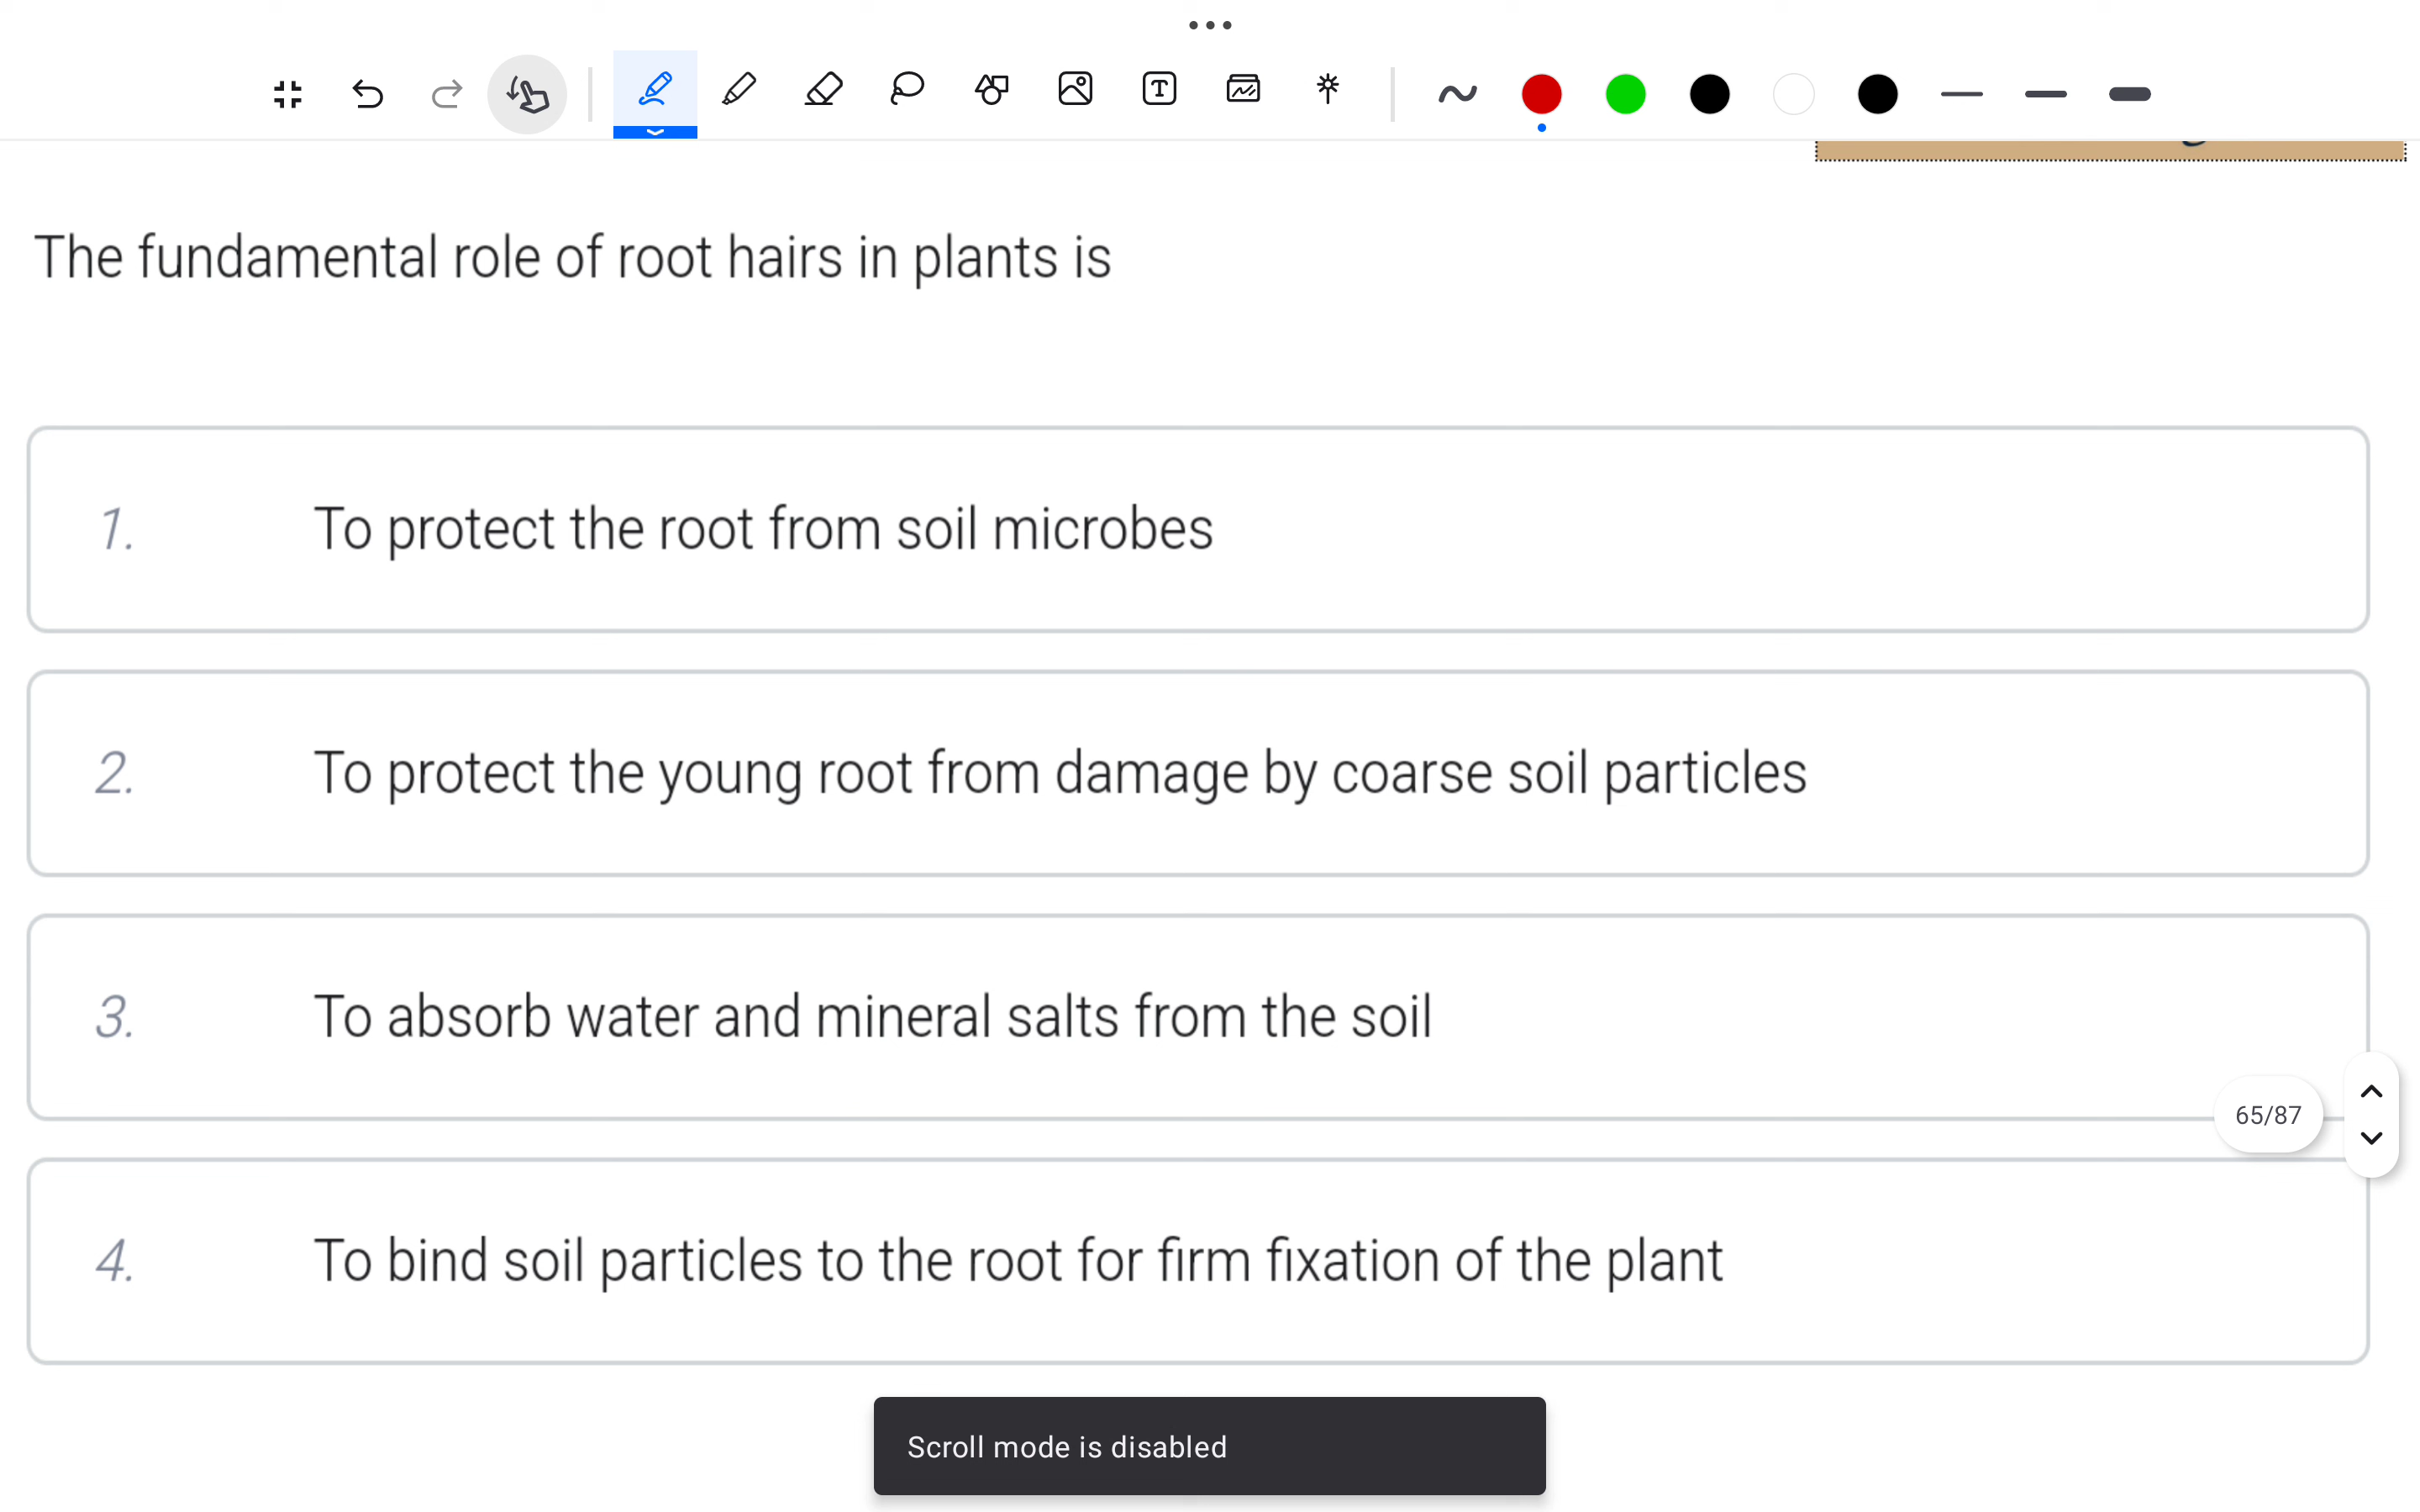 The fundamental role of root hairs in plants is
1. To protect the root from soil microbes
2. To protect the young root from damage by coarse soil particles
3. To absorb water and mineral salts from the soil
65/87
4. To bind soil particles to the root for firm fixation of the plant
Scroll mode is disabled